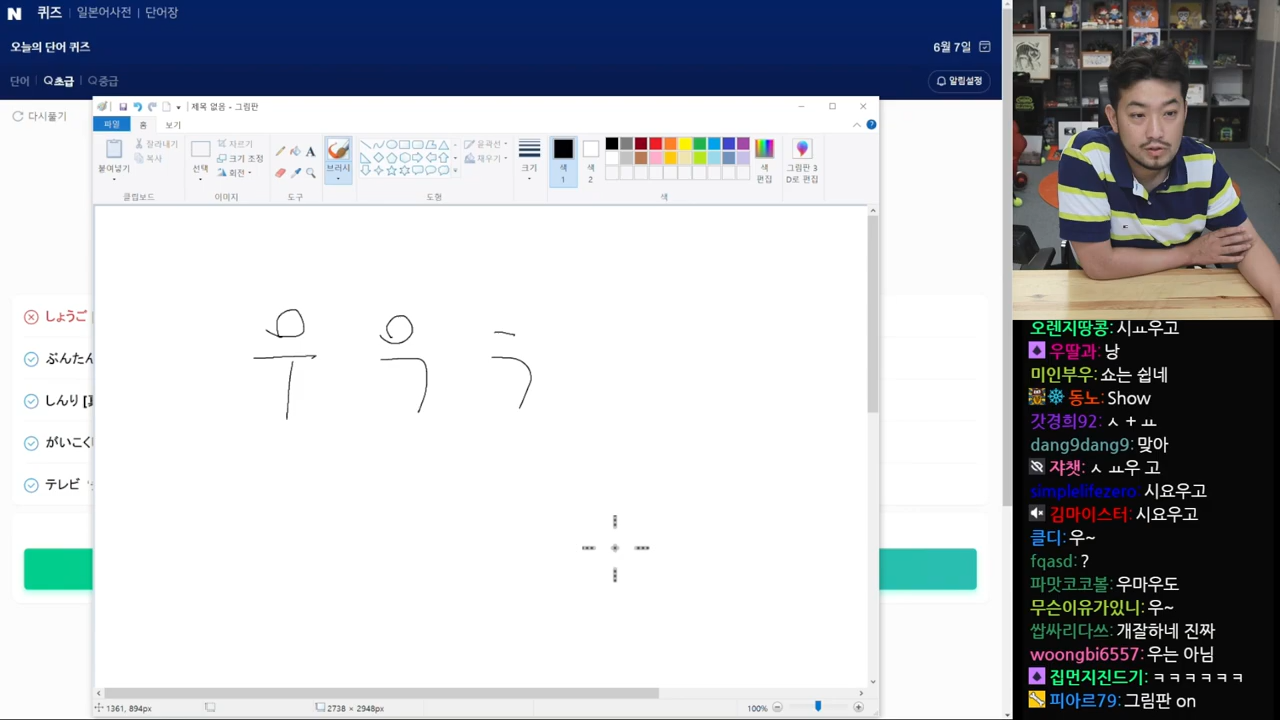 N 퀴즈 일본어사전 단어장
오늘의 단어 퀴즈
6월 7일
단어 초급 중급
알림설정
다시풀기
제목 없음 - 그림판
파일 홈 보기
붙여넣기
잘라내기
복사
클립보드
선택
자르기
크기 조정
회전
이미지
A
도구
브러시
윤곽선
채우기
도형
크기
색 1
색 2
색 편집
그림판 3D로 편집
색
しょうご [
ぶんたん
しんり [真
がいこく
テレビ
우 우 う
1361, 894px
2738 × 2948px
100%
오렌지땅콩: 시ㅛ우고
우딸과: 낭
미인부우: 쇼는 쉽네
동노: Show
갓경희92: ㅅ + ㅛ
dang9dang9: 맞아
쟈챗: ㅅ ㅛ우 고
simplelifezero: 시요우고
김마이스터: 시요우고
클디: 우~
fqasd: ?
파맛코코볼: 우마우도
무슨이유가있니: 우~
쌉싸리다쓰: 개잘하네 진짜
woongbi6557: 우는 아님
집먼지진드기: ㅋㅋㅋㅋㅋㅋ
피아르79: 그림판 on